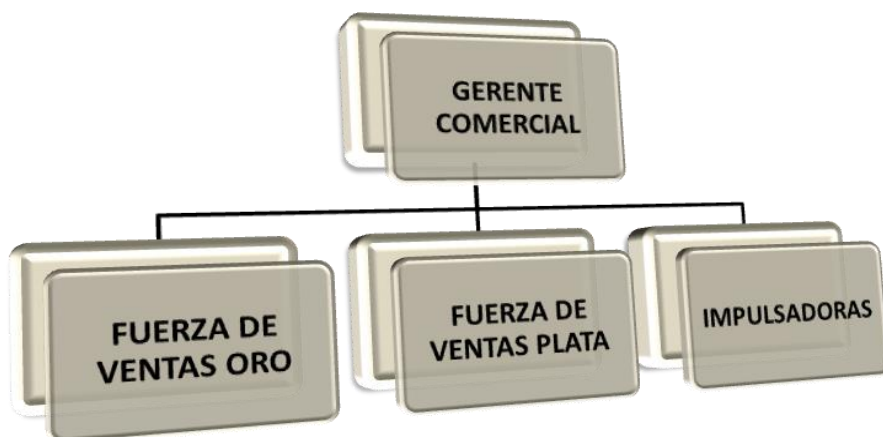 GERENTE
COMERCIAL
FUERZA DE
VENTAS ORO
FUERZA DE
VENTAS PLATA
IMPULSADORAS